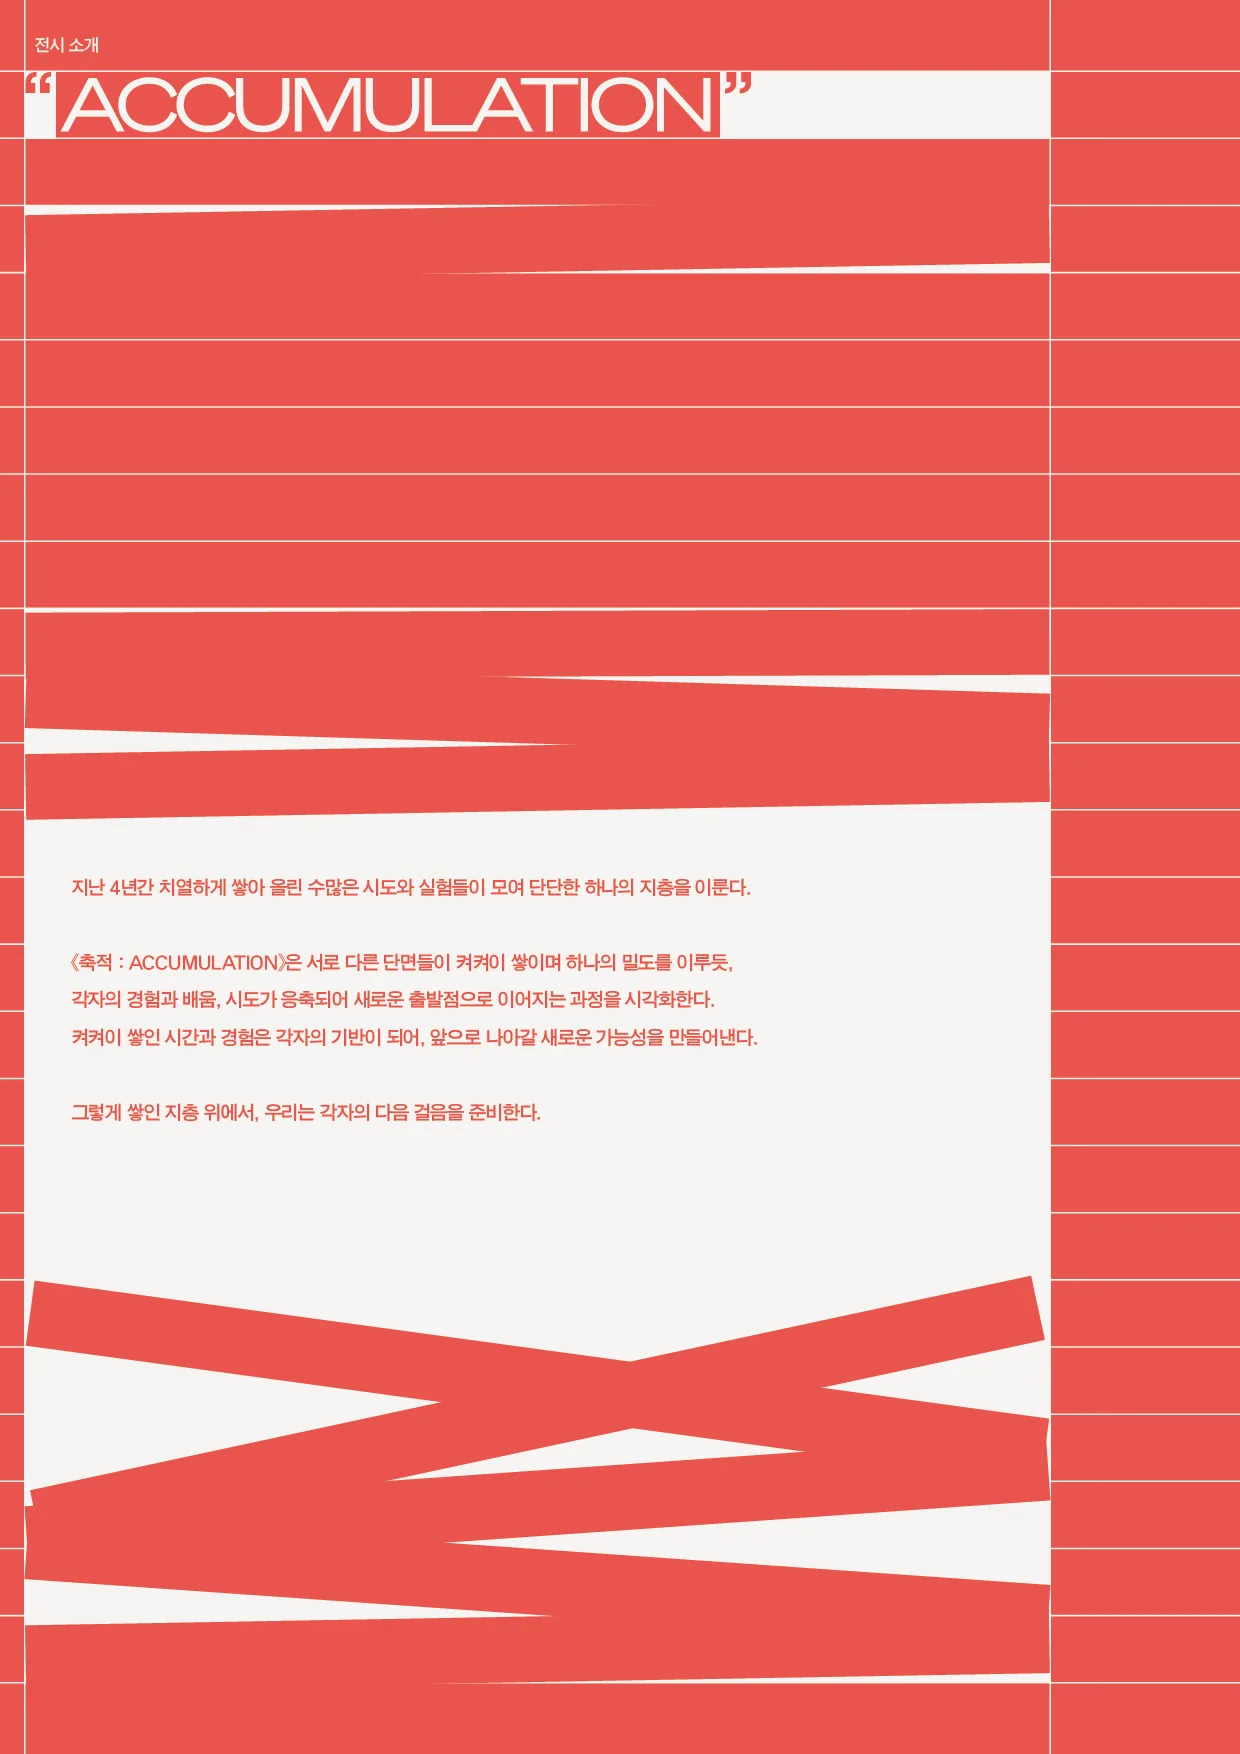 전시 소개
“ACCUMULATION”
지난 4년간 치열하게 쌓아 올린 수많은 시도와 실험들이 모여 단단한 하나의 지층을 이룬다.
《축적 : ACCUMULATION》은 서로 다른 단면들이 켜켜이 쌓이며 하나의 밀도를 이루듯,
각자의 경험과 배움, 시도가 응축되어 새로운 출발점으로 이어지는 과정을 시각화한다.
켜켜이 쌓인 시간과 경험은 각자의 기반이 되어, 앞으로 나아갈 새로운 가능성을 만들어낸다.
그렇게 쌓인 지층 위에서, 우리는 각자의 다음 걸음을 준비한다.